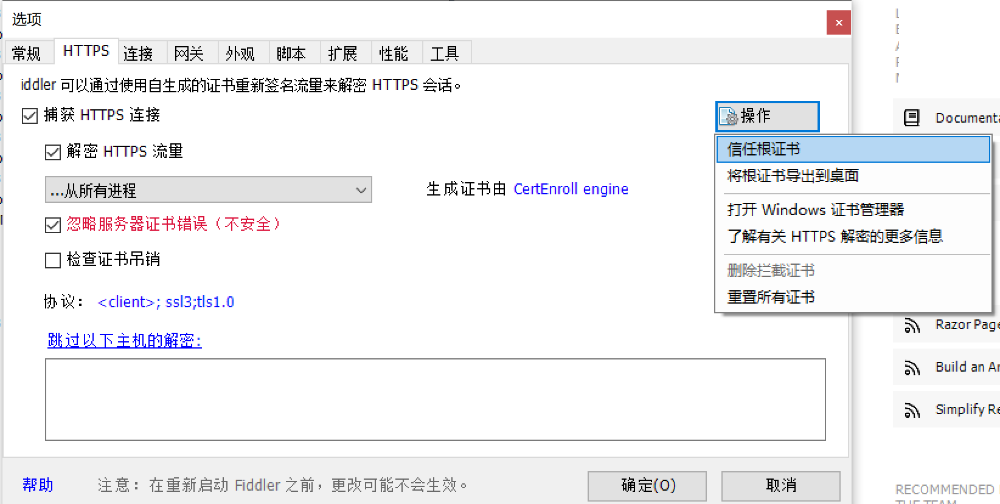 选项
常规 HTTPS 连接 网关 外观 脚本 扩展 性能 工具
iddler 可以通过使用自生成的证书重新签名流量来解密 HTTPS 会话。
捕获 HTTPS 连接
操作
Documenta
解密 HTTPS 流量
信任根证书
将根证书导出到桌面
...从所有进程
生成证书由 CertEnroll engine
打开 Windows 证书管理器
忽略服务器证书错误（不安全）
了解有关 HTTPS 解密的更多信息
检查证书吊销
删除拦截证书
协议： <client>; ssl3;tls1.0
重置所有证书
跳过以下主机的解密:
Razor Page
Build an Ar
Simplify Re
帮助
注意：在重新启动 Fiddler 之前，更改可能不会生效。
确定(O)
取消
RECOMMENDED
THE TEAM